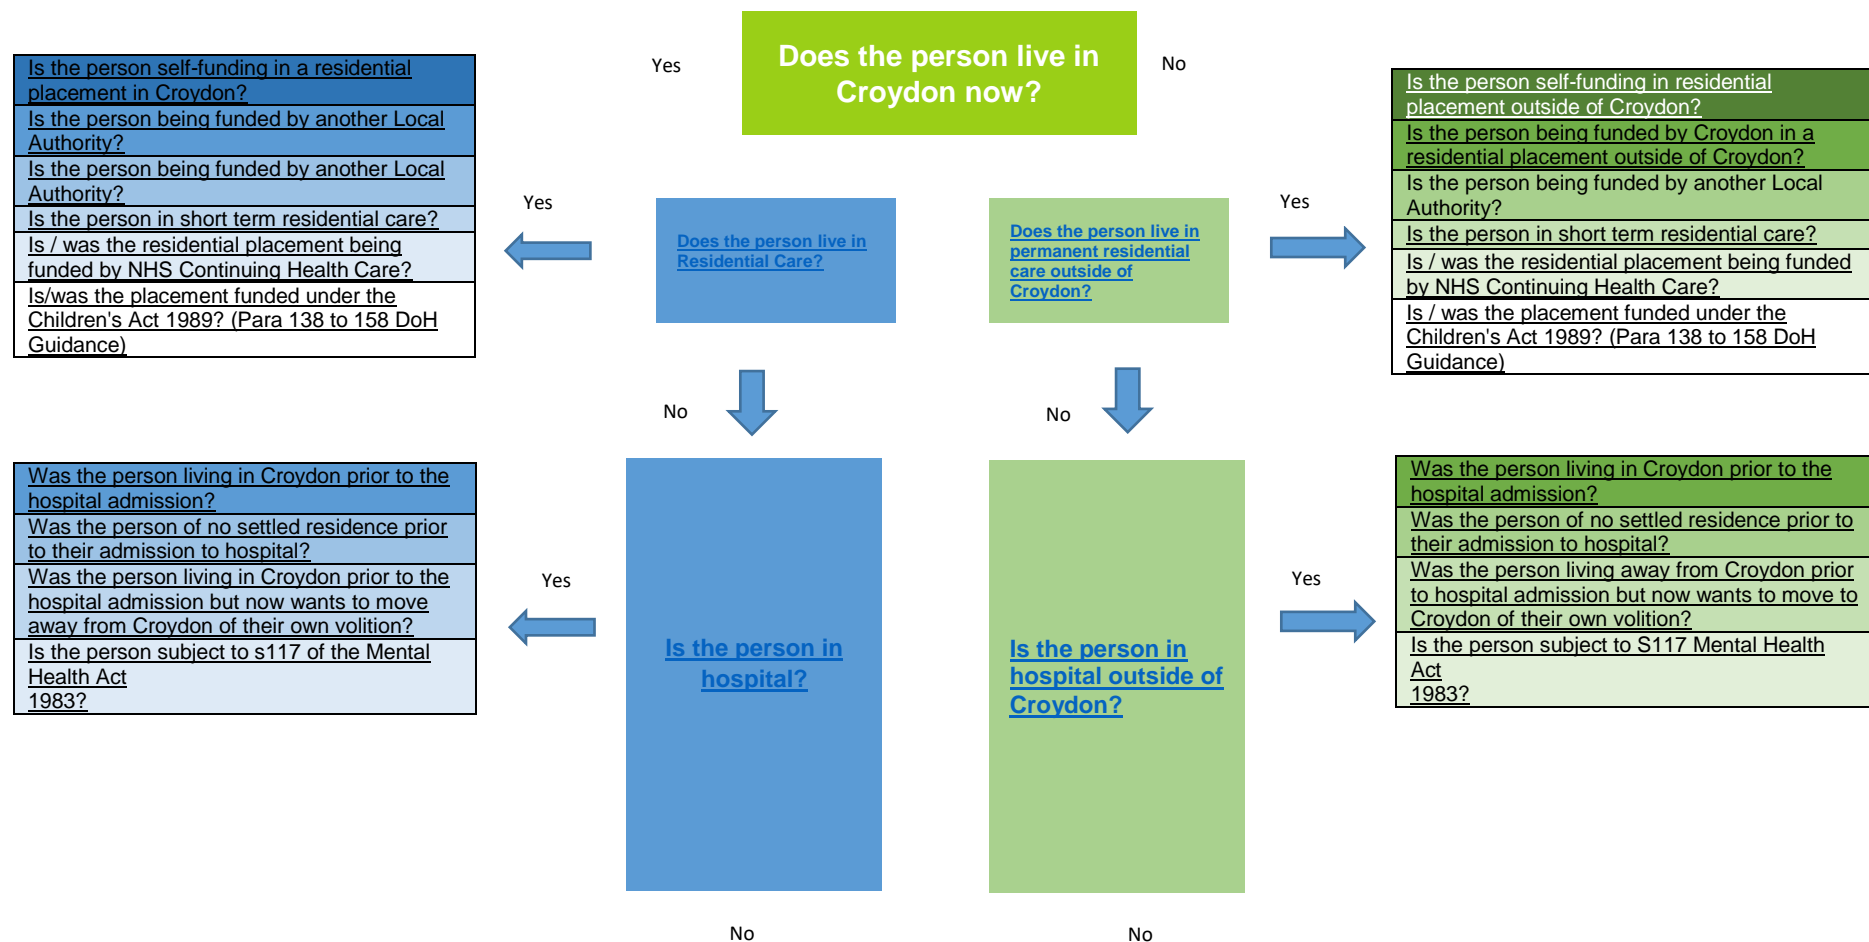 Does the person live in
Croydon now?
Yes
No
Is the person self-funding in a residential
placement in Croydon?
Is the person being funded by another Local
Authority?
Is the person being funded by another Local
Authority?
Is the person in short term residential care?
Is / was the residential placement being
funded by NHS Continuing Health Care?
Is/was the placement funded under the
Children's Act 1989? (Para 138 to 158 DoH
Guidance)
Yes
Does the person live in
Residential Care?
Does the person live in
permanent residential
care outside of
Croydon?
Yes
Is the person self-funding in residential
placement outside of Croydon?
Is the person being funded by Croydon in a
residential placement outside of Croydon?
Is the person being funded by another Local
Authority?
Is the person in short term residential care?
Is / was the residential placement being funded
by NHS Continuing Health Care?
Is / was the placement funded under the
Children's Act 1989? (Para 138 to 158 DoH
Guidance)
No
No
Was the person living in Croydon prior to the
hospital admission?
Was the person of no settled residence prior
to their admission to hospital?
Was the person living in Croydon prior to the
hospital admission but now wants to move
away from Croydon of their own volition?
Is the person subject to s117 of the Mental
Health Act
1983?
Yes
Is the person in
hospital?
Is the person in
hospital outside of
Croydon?
Yes
Was the person living in Croydon prior to the
hospital admission?
Was the person of no settled residence prior to
their admission to hospital?
Was the person living away from Croydon prior
to hospital admission but now wants to move to
Croydon of their own volition?
Is the person subject to S117 Mental Health
Act
1983?
No
No